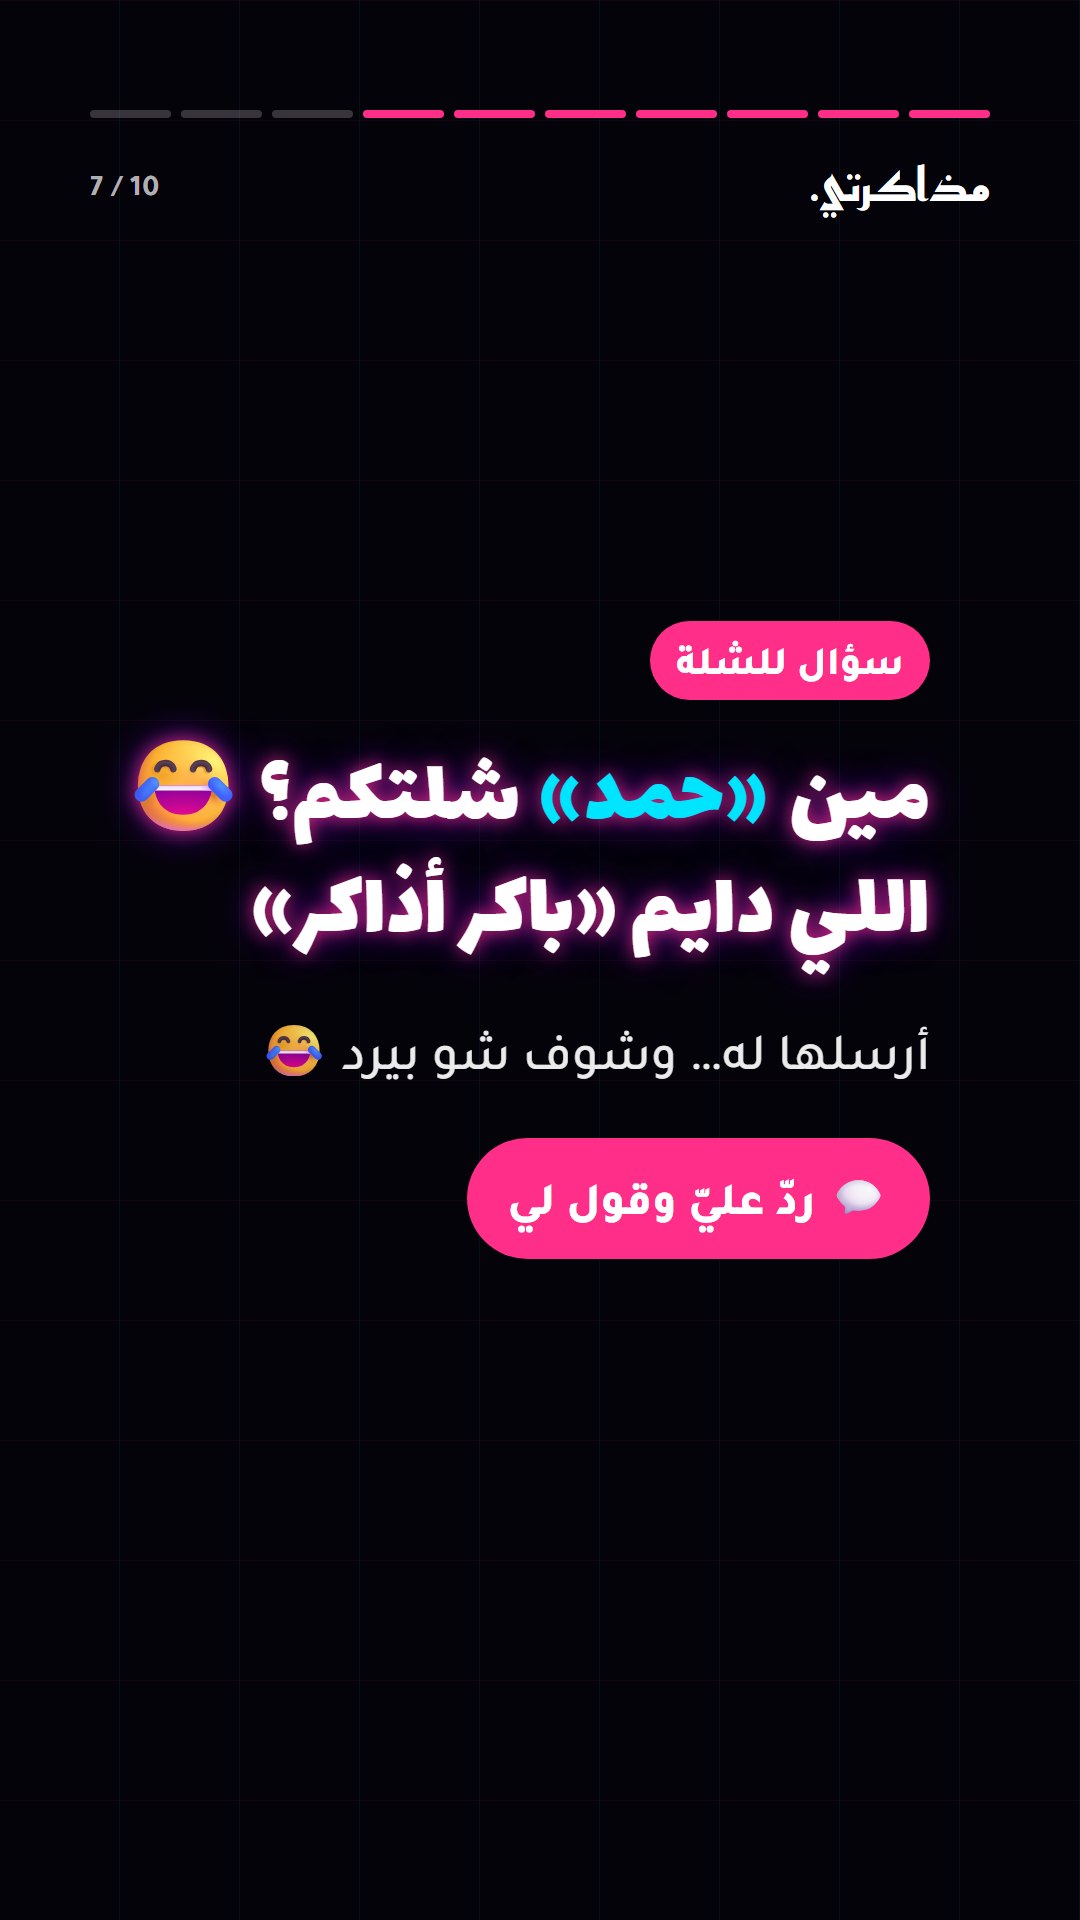 مذاكرتي.
7 / 10
سؤال للشلة
مين «حمد» شلتكم؟ 😂
اللي دايم «باكر أذاكر»
أرسلها له... وشوف شو بيرد 😂
💬 ردّ عليّ وقول لي